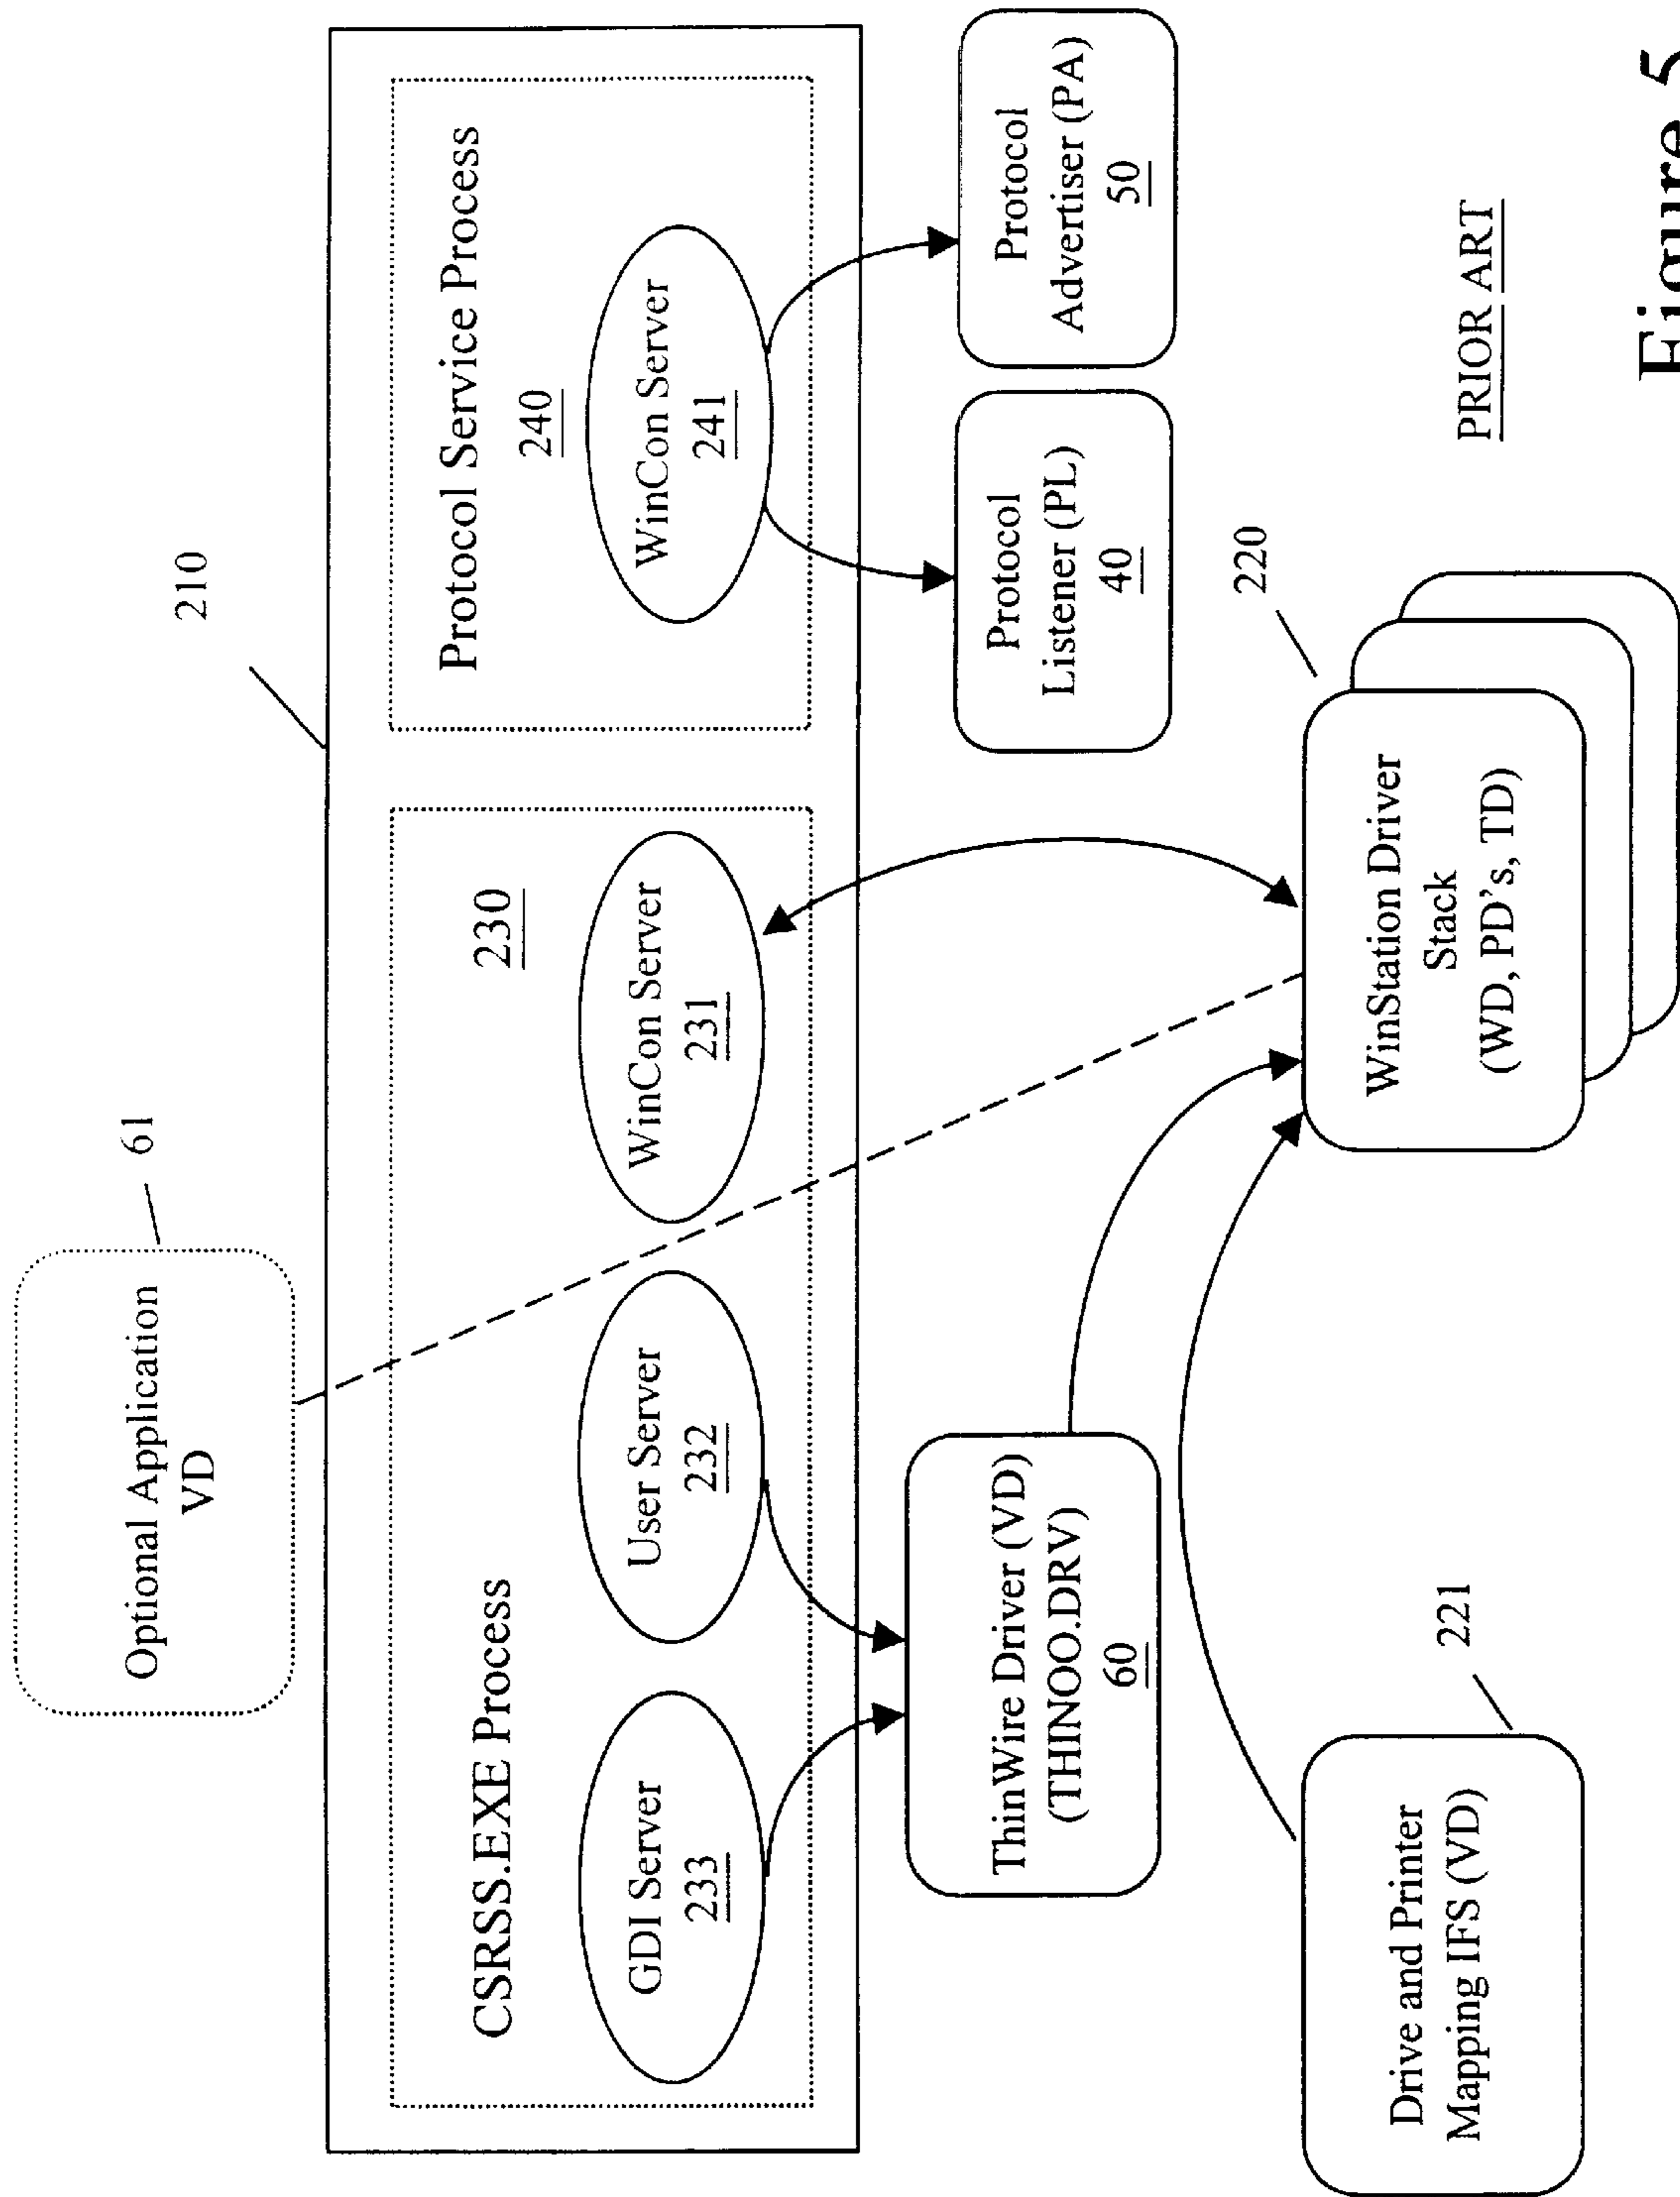 Optional Application
VD
61
210
CSRSS.EXE Process
230
GDI Server
233
User Server
232
WinCon Server
231
Protocol Service Process
240
WinCon Server
241
ThinWire Driver (VD)
(THINOO.DRV)
60
Protocol
Listener (PL)
40
Protocol
Advertiser (PA)
50
Drive and Printer
Mapping IFS (VD)
221
WinStation Driver
Stack
(WD, PD's, TD)
220
PRIOR ART
Figure 5